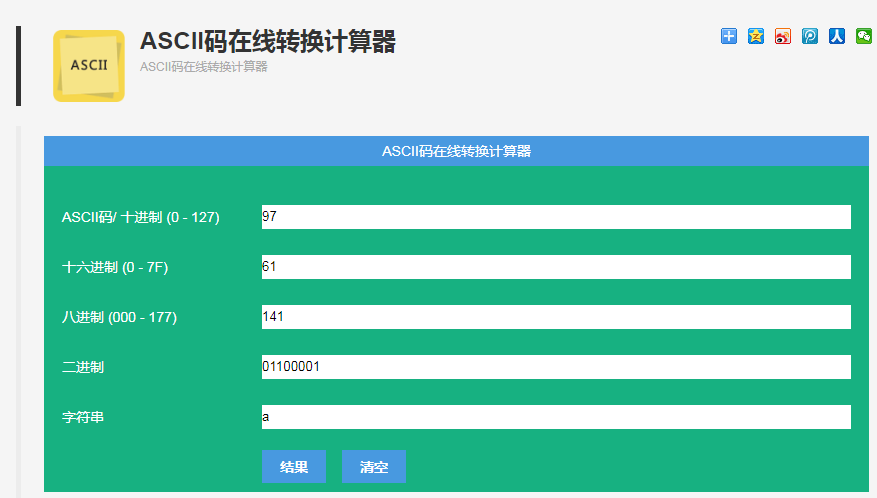 ASCII
ASCII码在线转换计算器
ASCII码在线转换计算器
ASCII码在线转换计算器
ASCII码/ 十进制 (0 - 127) 97
十六进制 (0 - 7F) 61
八进制 (000 - 177) 141
二进制 01100001
字符串 a
结果 清空